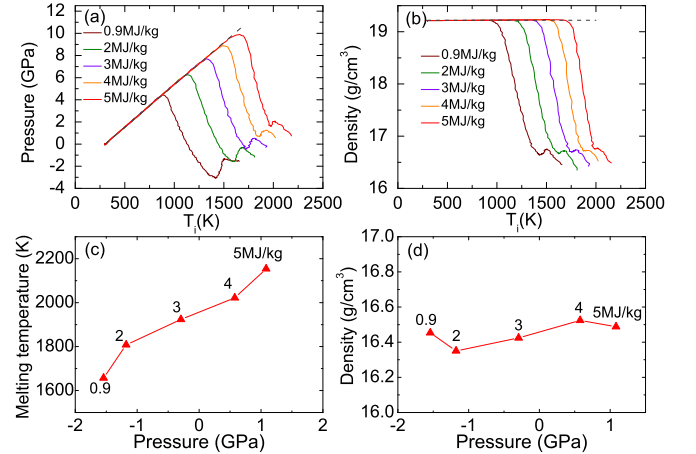 (a)
12
10
8
6
4
2
0
-2
-4
Pressure (GPa)
0.9MJ/kg
2MJ/kg
3MJ/kg
4MJ/kg
5MJ/kg
0 500 1000 1500 2000 2500
T_i(K)
(b)
19
18
17
16
Density (g/cm³)
0.9MJ/kg
2MJ/kg
3MJ/kg
4MJ/kg
5MJ/kg
0 500 1000 1500 2000 2500
T_i(K)
(c)
2200
2000
1800
1600
Melting temperature (K)
0.9
2
3
4
5MJ/kg
-2 -1 0 1 2
Pressure (GPa)
(d)
17.0
16.8
16.6
16.4
16.2
16.0
Density (g/cm³)
0.9
2
3
4
5MJ/kg
-2 -1 0 1
Pressure (GPa)